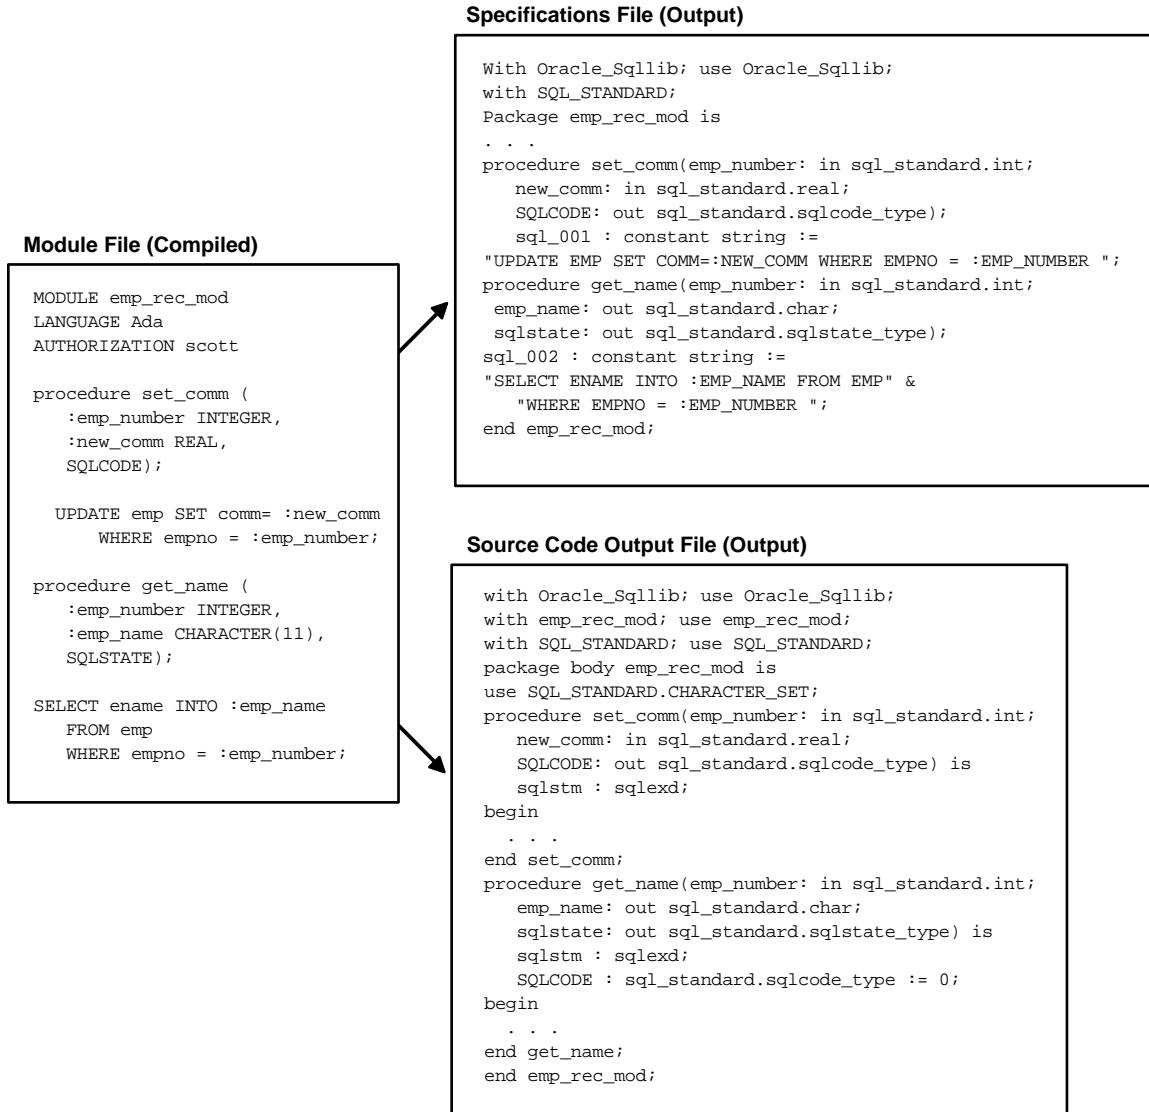 Specifications File (Output)
With Oracle_Sqllib; use Oracle_Sqllib;
with SQL_STANDARD;
Package emp_rec_mod is
. . .
procedure set_comm(emp_number: in sql_standard.int;
new_comm: in sql_standard.real;
SQLCODE: out sql_standard.sqlcode_type);
sql_001 : constant string :=
"UPDATE EMP SET COMM=:NEW_COMM WHERE EMPNO = :EMP_NUMBER ";
procedure get_name(emp_number: in sql_standard.int;
emp_name: out sql_standard.char;
sqlstate: out sql_standard.sqlstate_type);
sql_002 : constant string :=
"SELECT ENAME INTO :EMP_NAME FROM EMP" &
"WHERE EMPNO = :EMP_NUMBER ";
end emp_rec_mod;
Module File (Compiled)
MODULE emp_rec_mod
LANGUAGE Ada
AUTHORIZATION scott
procedure set_comm (
:emp_number INTEGER,
:new_comm REAL,
SQLCODE);
UPDATE emp SET comm= :new_comm
WHERE empno = :emp_number;
procedure get_name (
:emp_number INTEGER,
:emp_name CHARACTER(11),
SQLSTATE);
SELECT ename INTO :emp_name
FROM emp
WHERE empno = :emp_number;
Source Code Output File (Output)
with Oracle_Sqllib; use Oracle_Sqllib;
with emp_rec_mod; use emp_rec_mod;
with SQL_STANDARD; use SQL_STANDARD;
package body emp_rec_mod is
use SQL_STANDARD.CHARACTER_SET;
procedure set_comm(emp_number: in sql_standard.int;
new_comm: in sql_standard.real;
SQLCODE: out sql_standard.sqlcode_type) is
sqlstm : sqlexd;
begin
. . .
end set_comm;
procedure get_name(emp_number: in sql_standard.int;
emp_name: out sql_standard.char;
sqlstate: out sql_standard.sqlstate_type) is
sqlstm : sqlexd;
SQLCODE : sql_standard.sqlcode_type := 0;
begin
. . .
end get_name;
end emp_rec_mod;